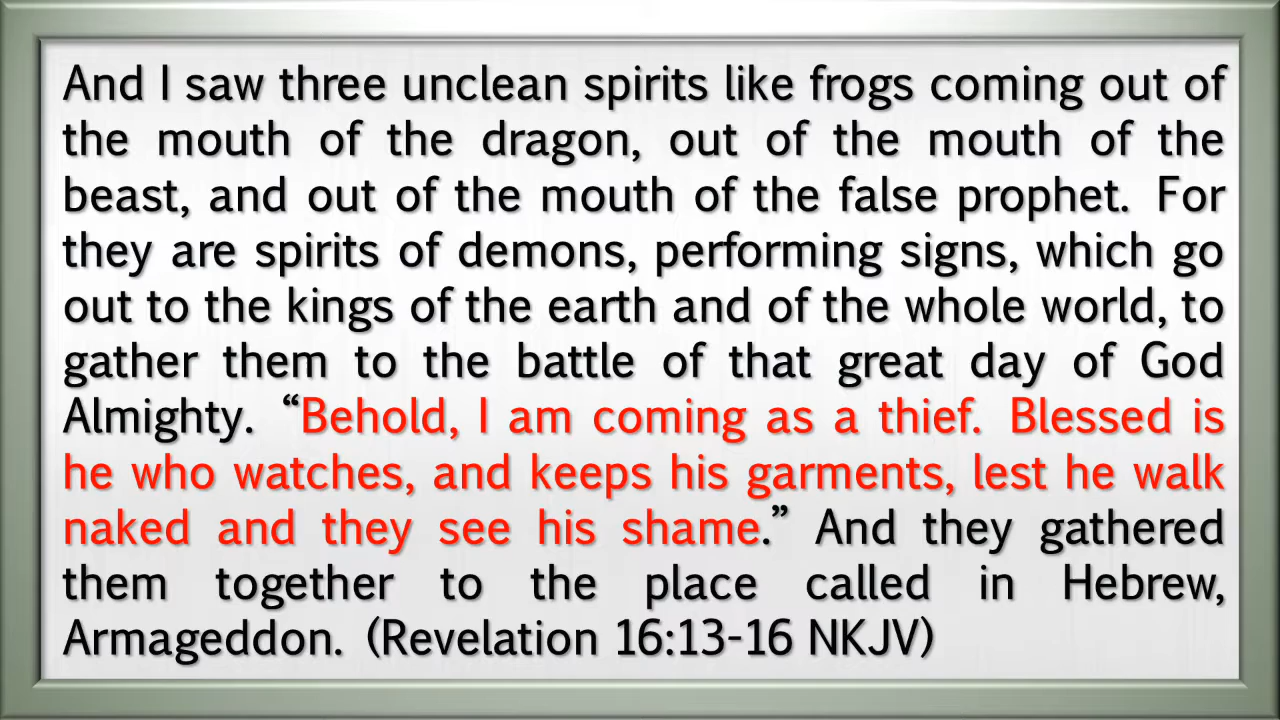 And I saw three unclean spirits like frogs coming out of
the mouth of the dragon, out of the mouth of the
beast, and out of the mouth of the false prophet. For
they are spirits of demons, performing signs, which go
out to the kings of the earth and of the whole world, to
gather them to the battle of that great day of God
Almighty. “Behold, I am coming as a thief. Blessed is
he who watches, and keeps his garments, lest he walk
naked and they see his shame.” And they gathered
them together to the place called in Hebrew,
Armageddon. (Revelation 16:13-16 NKJV)